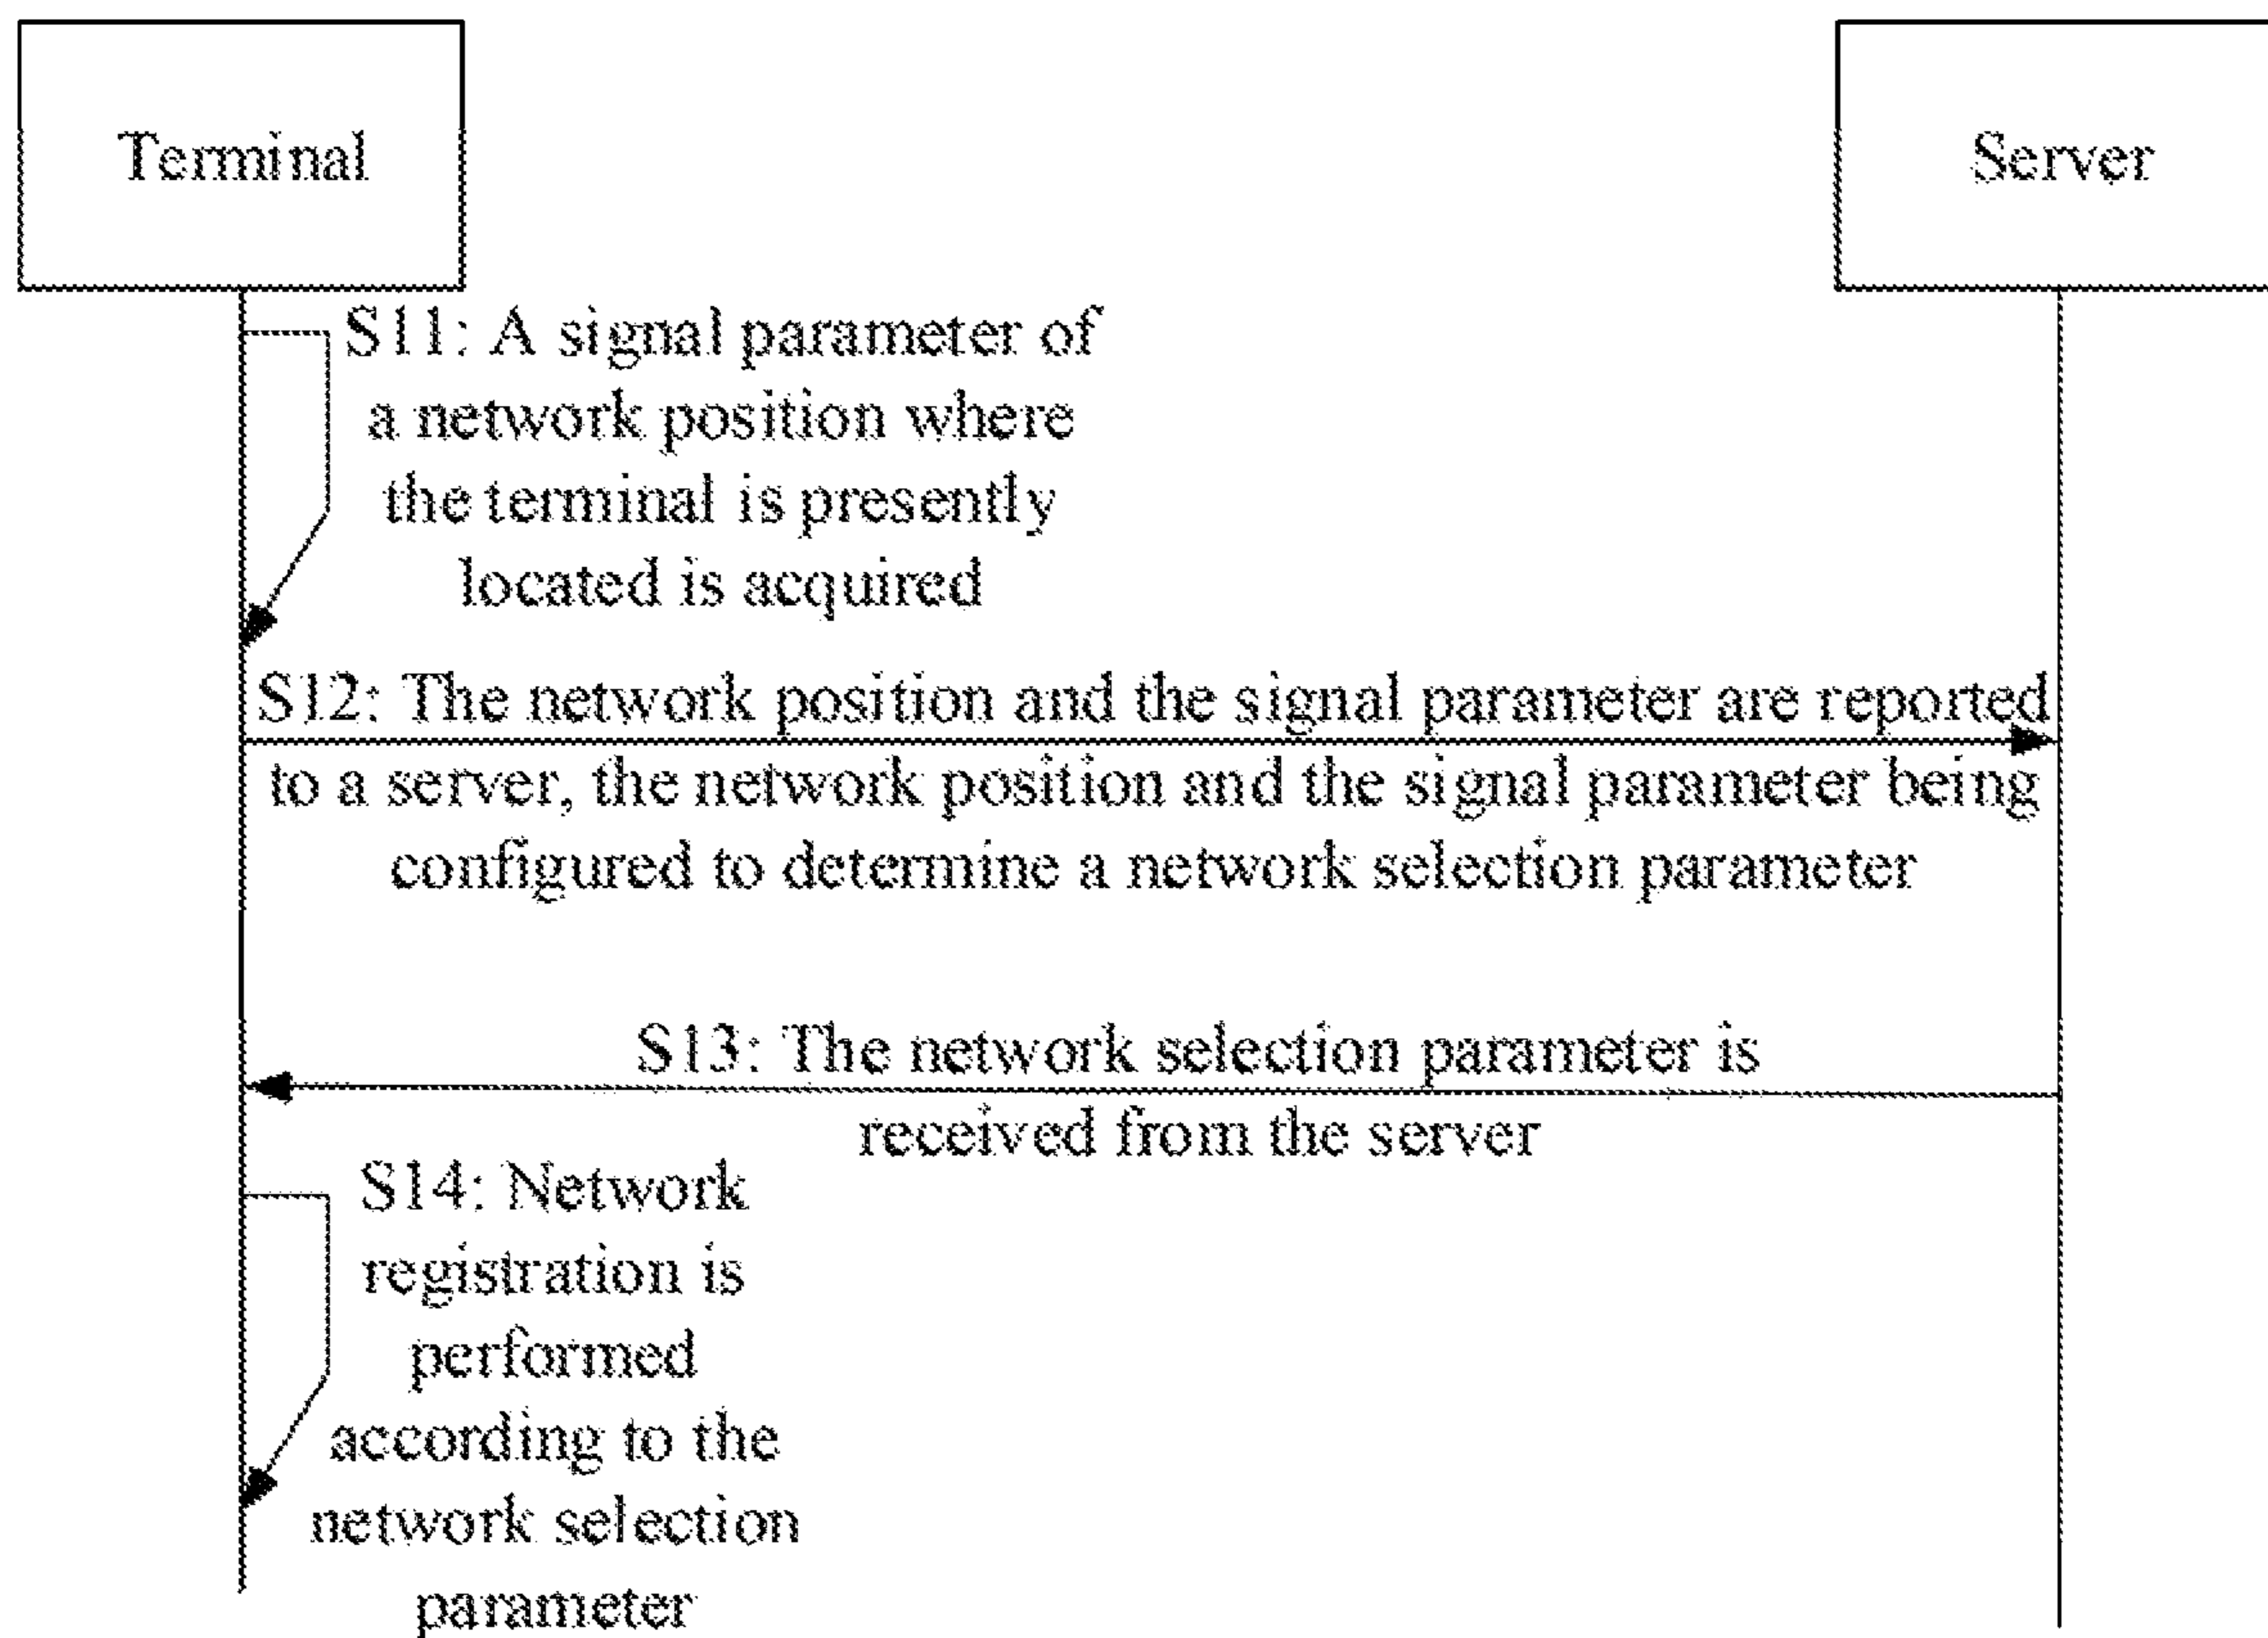 Terminal
Server
S11: A signal parameter of
a network position where
the terminal is presently
located is acquired
S12: The network position and the signal parameter are reported
to a server, the network position and the signal parameter being
configured to determine a network selection parameter
S13: The network selection parameter is
received from the server
S14: Network
registration is
performed
according to the
network selection
parameter